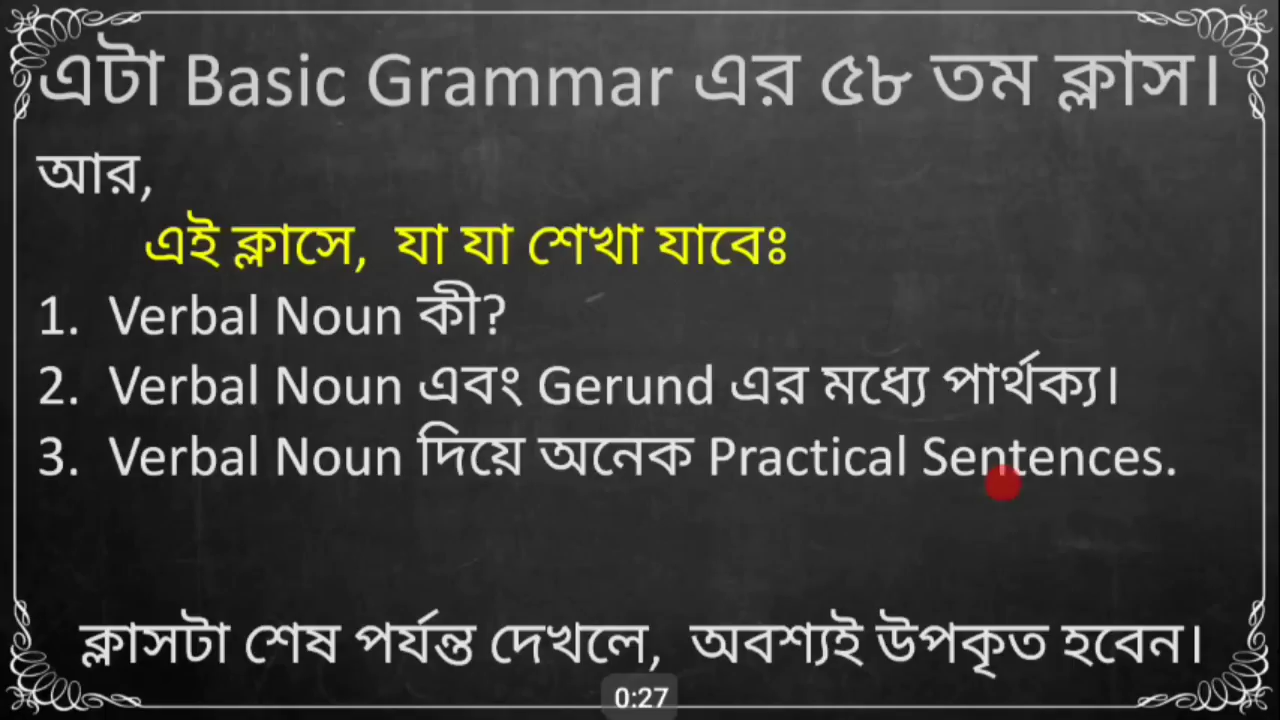 এটা Basic Grammar এর ৫৮ তম ক্লাস।
আর,
এই ক্লাসে, যা যা শেখা যাবেঃ
1. Verbal Noun কী?
2. Verbal Noun এবং Gerund এর মধ্যে পার্থক্য।
3. Verbal Noun দিয়ে অনেক Practical Sentences.
ক্লাসটা শেষ পর্যন্ত দেখলে, অবশ্যই উপকৃত হবেন।
0:27